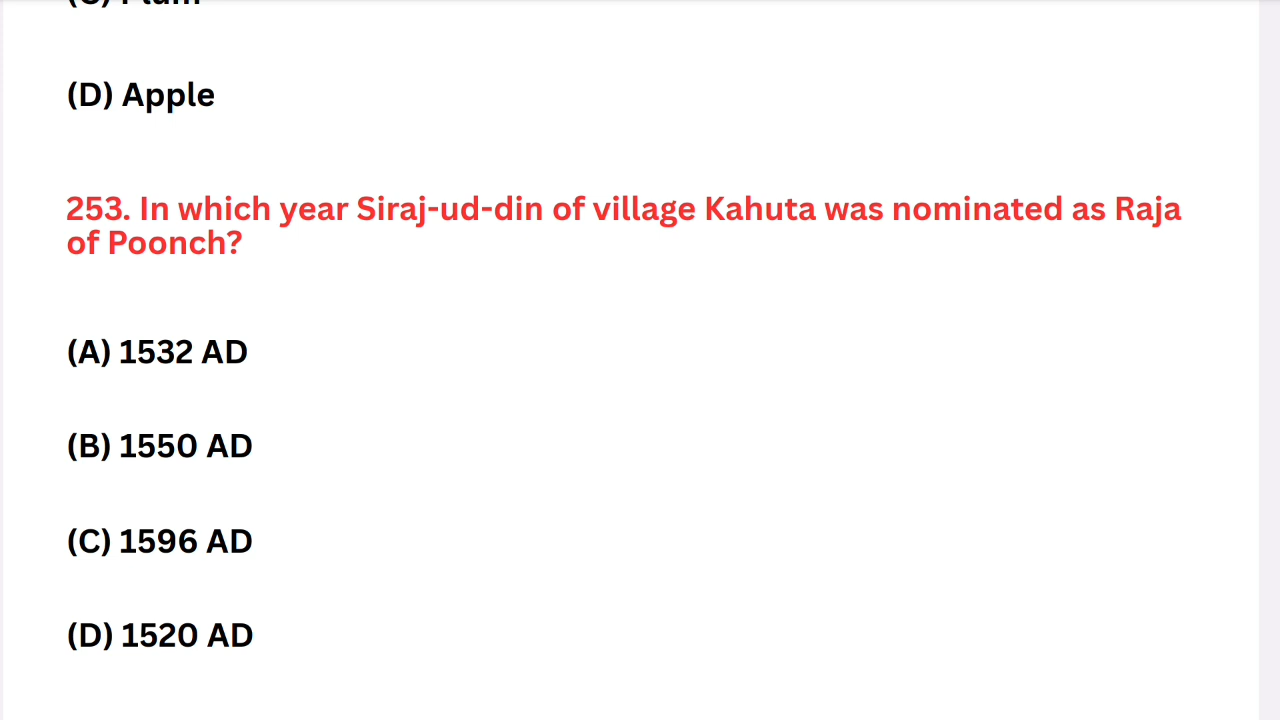 (D) Apple
253. In which year Siraj-ud-din of village Kahuta was nominated as Raja
of Poonch?
(A) 1532 AD
(B) 1550 AD
(C) 1596 AD
(D) 1520 AD